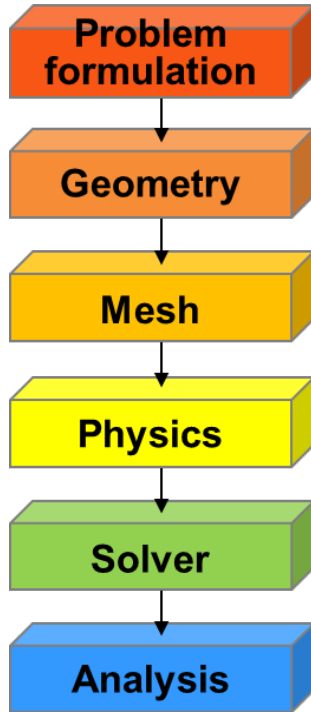 Problem
formulation
Geometry
Mesh
Physics
Solver
Analysis